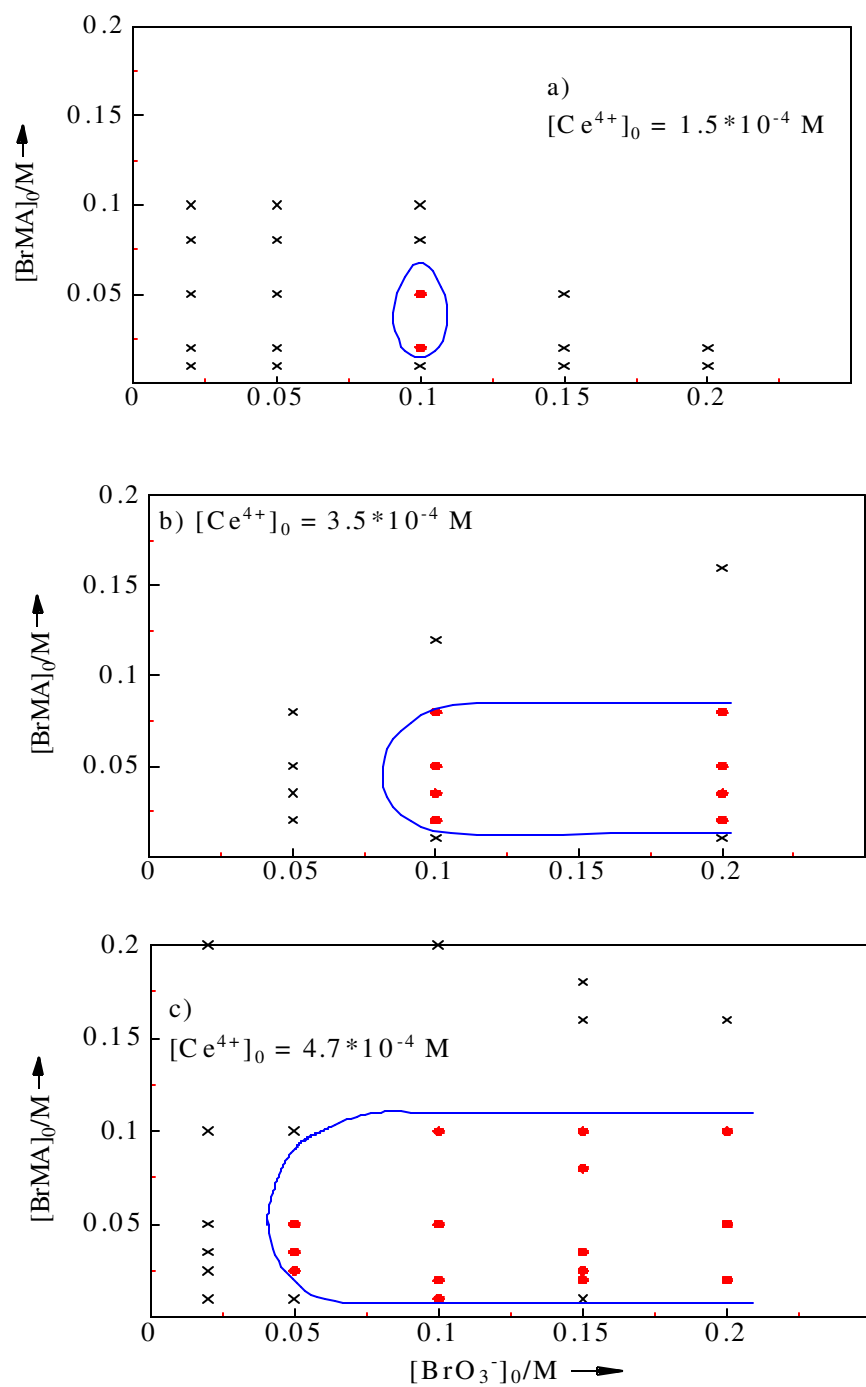 0.2
a)
[Ce⁴⁺]₀ = 1.5*10⁻⁴ M
0.15
[BrMA]₀/M
0.1
0.05
0 0.05 0.1 0.15 0.2
0.2
b) [Ce⁴⁺]₀ = 3.5*10⁻⁴ M
0.15
[BrMA]₀/M
0.1
0.05
0 0.05 0.1 0.15 0.2
0.2
c)
0.15
[Ce⁴⁺]₀ = 4.7*10⁻⁴ M
[BrMA]₀/M
0.1
0.05
0 0.05 0.1 0.15 0.2
[BrO₃⁻]₀/M